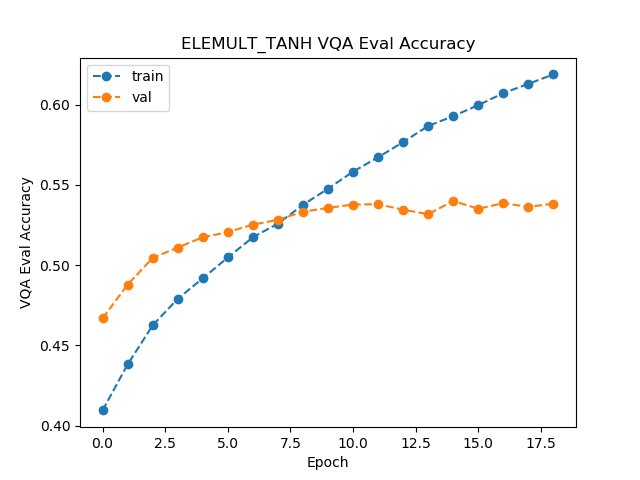 ELEMULT_TANH VQA Eval Accuracy
train
val
0.60
0.55
0.50
0.45
0.40
VQA Eval Accuracy
0.0 2.5 5.0 7.5 10.0 12.5 15.0 17.5
Epoch